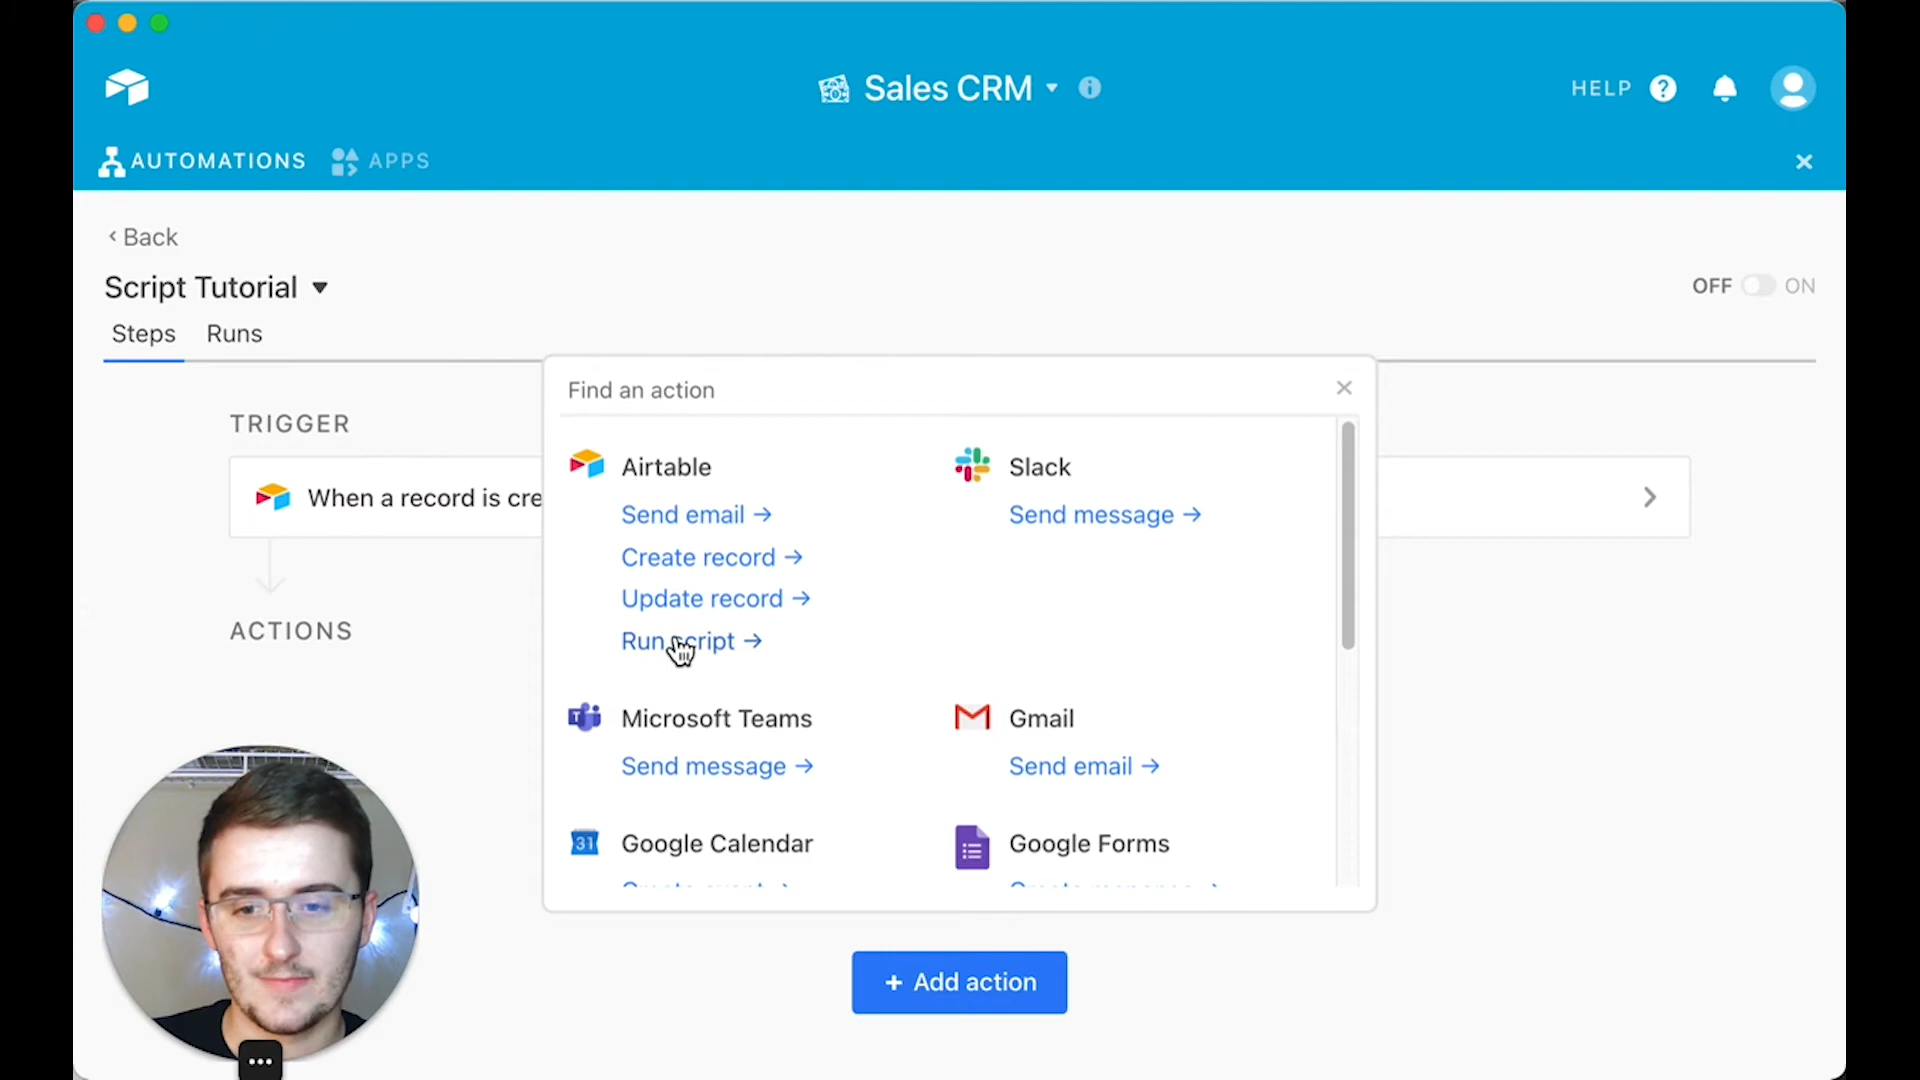 Sales CRM
HELP
AUTOMATIONS
APPS
Back
Script Tutorial
OFF
ON
Steps
Runs
Find an action
TRIGGER
When a record is cre
ACTIONS
Airtable
Send email →
Create record →
Update record →
Run script →
Slack
Send message →
Microsoft Teams
Send message →
Gmail
Send email →
31
Google Calendar
Google Forms
+ Add action